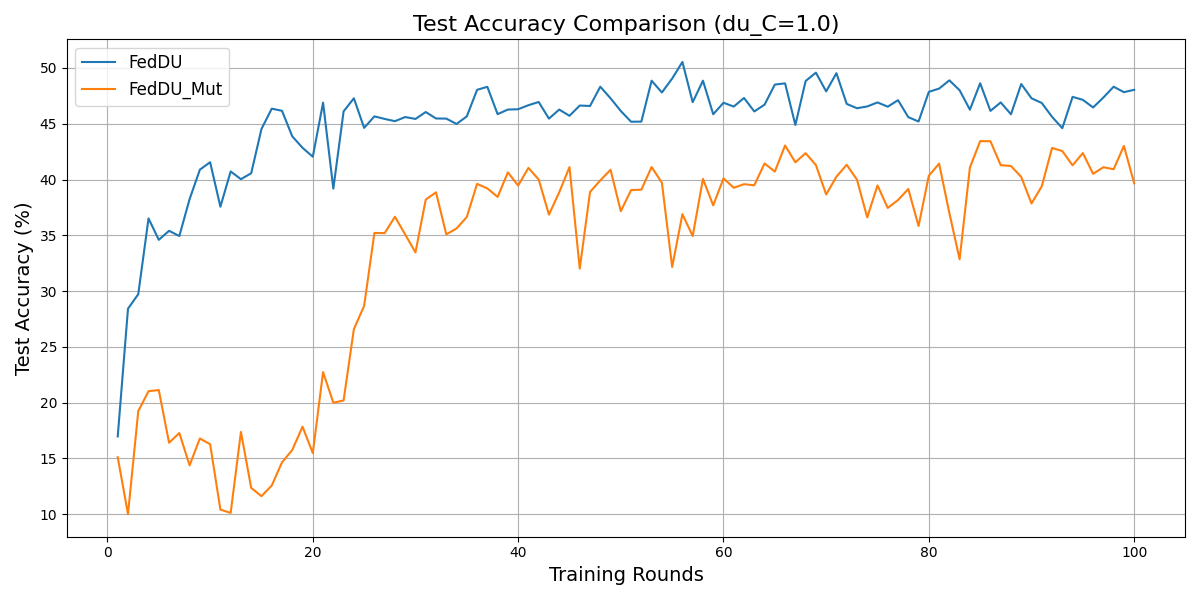 Test Accuracy Comparison (du_C=1.0)
FedDU
FedDU_Mut
Test Accuracy (%)
50
45
40
35
30
25
20
15
10
0 20 40 60 80 100
Training Rounds